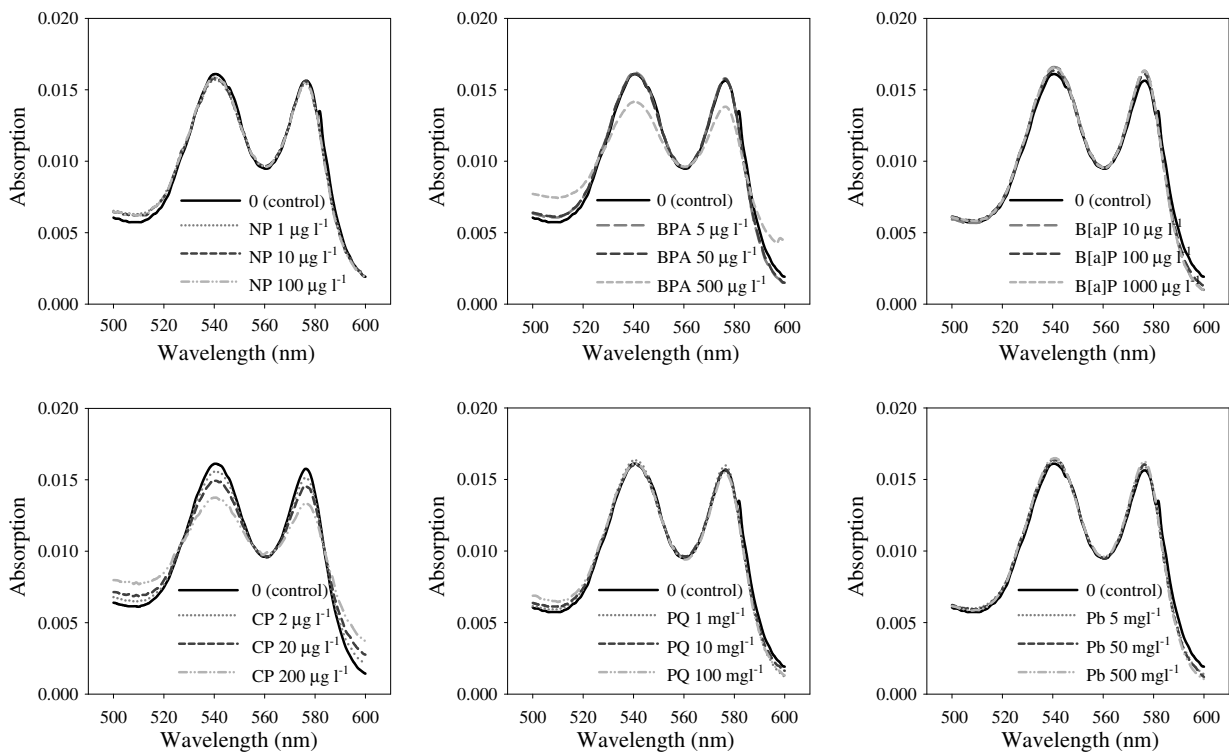 0.020
0.015
0.010
0.005
0.000
Absorption
0 (control)
NP 1 µg l-1
NP 10 µg l-1
NP 100 µg l-1
500 520 540 560 580 600
Wavelength (nm)
0.020
0.015
0.010
0.005
0.000
Absorption
0 (control)
BPA 5 µg l-1
BPA 50 µg l-1
BPA 500 µg l-1
500 520 540 560 580 600
Wavelength (nm)
0.020
0.015
0.010
0.005
0.000
Absorption
0 (control)
B[a]P 10 µg l-1
B[a]P 100 µg l-1
B[a]P 1000 µg l-1
500 520 540 560 580 600
Wavelength (nm)
0.020
0.015
0.010
0.005
0.000
Absorption
0 (control)
CP 2 µg l-1
CP 20 µg l-1
CP 200 µg l-1
500 520 540 560 580 600
Wavelength (nm)
0.020
0.015
0.010
0.005
0.000
Absorption
0 (control)
PQ 1 mgl-1
PQ 10 mgl-1
PQ 100 mgl-1
500 520 540 560 580 600
Wavelength (nm)
0.020
0.015
0.010
0.005
0.000
Absorption
0 (control)
Pb 5 mgl-1
Pb 50 mgl-1
Pb 500 mgl-1
500 520 540 560 580 600
Wavelength (nm)